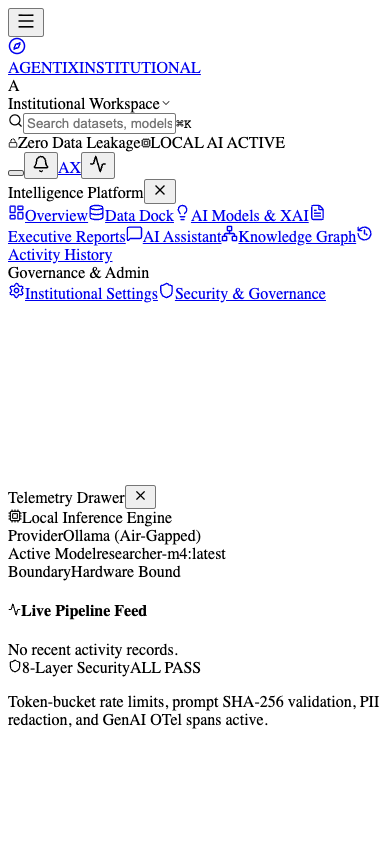 AGENTIXINSTITUTIONAL
A
Institutional Workspace
Search datasets, models ⌘K
Zero Data Leakage LOCAL AI ACTIVE
AX
Intelligence Platform
Overview Data Dock AI Models & XAI
Executive Reports AI Assistant Knowledge Graph
Activity History
Governance & Admin
Institutional Settings Security & Governance
Telemetry Drawer
Local Inference Engine
ProviderOllama (Air-Gapped)
Active Modelresearcher-m4:latest
BoundaryHardware Bound
Live Pipeline Feed
No recent activity records.
8-Layer SecurityALL PASS
Token-bucket rate limits, prompt SHA-256 validation, PII
redaction, and GenAI OTel spans active.